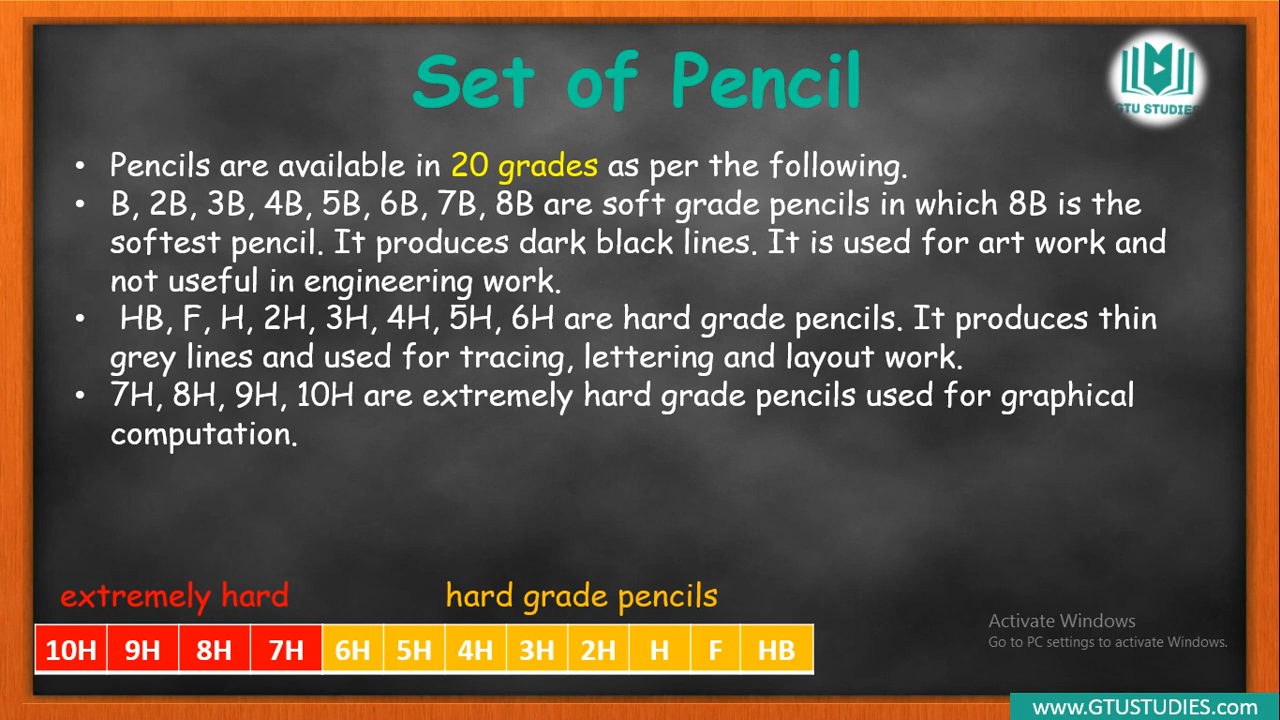 Set of Pencil
GTU STUDIES
• Pencils are available in 20 grades as per the following.
• B, 2B, 3B, 4B, 5B, 6B, 7B, 8B are soft grade pencils in which 8B is the
softest pencil. It produces dark black lines. It is used for art work and
not useful in engineering work.
• HB, F, H, 2H, 3H, 4H, 5H, 6H are hard grade pencils. It produces thin
grey lines and used for tracing, lettering and layout work.
• 7H, 8H, 9H, 10H are extremely hard grade pencils used for graphical
computation.
extremely hard hard grade pencils
10H 9H 8H 7H 6H 5H 4H 3H 2H H F HB
Activate Windows
Go to PC settings to activate Windows.
www.GTUSTUDIES.com